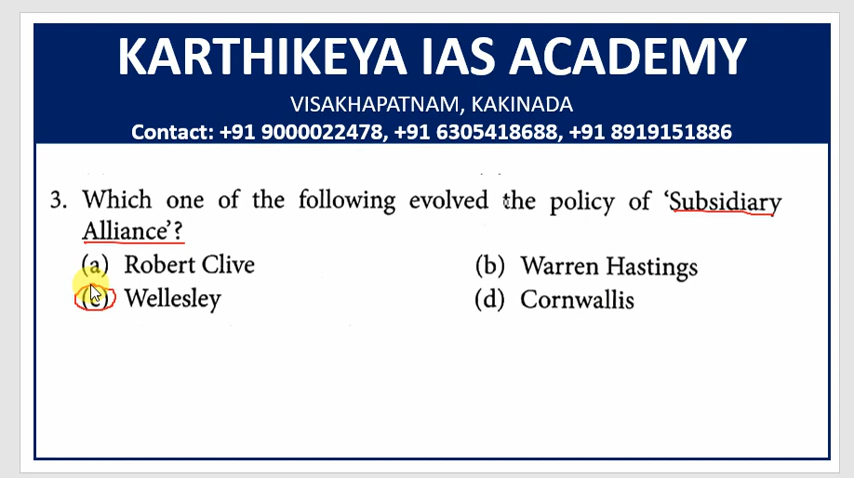 KARTHIKEYA IAS ACADEMY
VISAKHAPATNAM, KAKINADA
Contact: +91 9000022478, +91 6305418688, +91 8919151886
3. Which one of the following evolved the policy of ‘Subsidiary
Alliance’?
(a) Robert Clive (b) Warren Hastings
(c) Wellesley (d) Cornwallis